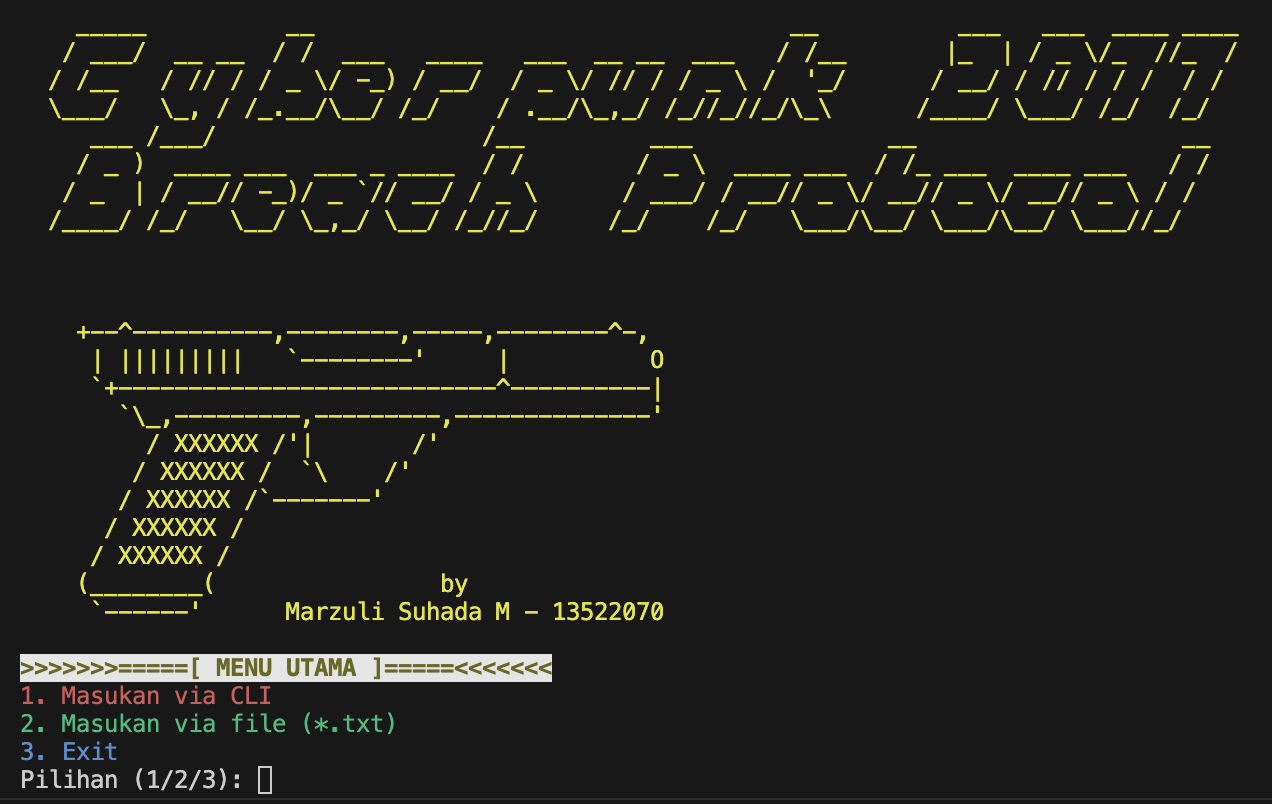 Cyberpunk 2077
Breach Protocol
by
Marzuli Suhada M - 13522070
>>>>>>>=====[ MENU UTAMA ]=====<<<<<<<
1. Masukan via CLI
2. Masukan via file (*.txt)
3. Exit
Pilihan (1/2/3):